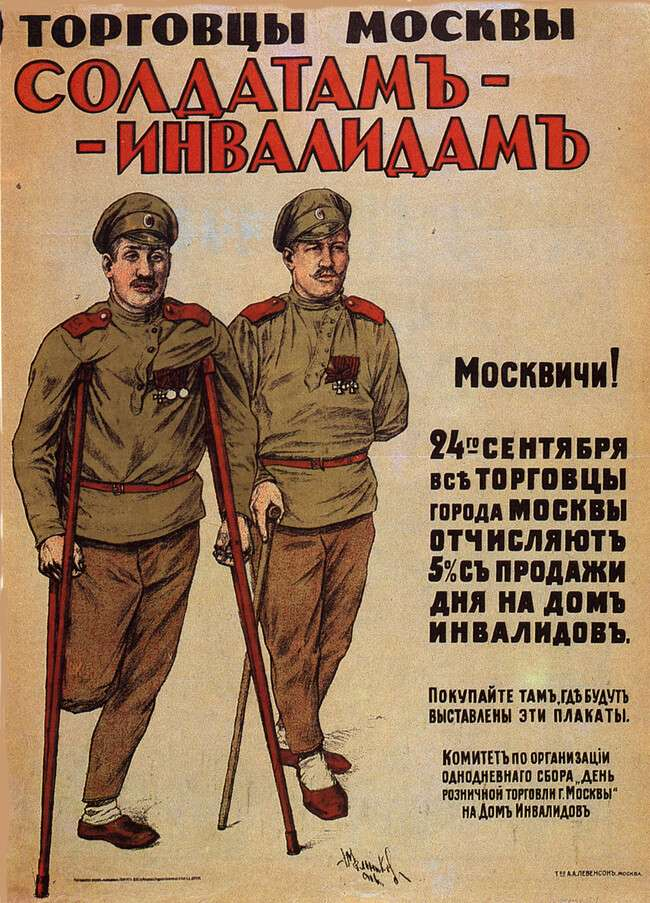 ТОРГОВЦЫ МОСКВЫ
СОЛДАТАМЪ-
-ИНВАЛИДАМЪ
Москвичи!
24го СЕНТЯБРЯ
ВСѢ ТОРГОВЦЫ
ГОРОДА МОСКВЫ
ОТЧИСЛЯЮТЪ
5% СЪ ПРОДАЖИ
ДНЯ НА ДОМЪ
ИНВАЛИДОВЪ.
Покупайте тамъ, гдѣ будутъ
выставлены эти плакаты.
Комитетъ по организаціи
однодневнаго сбора „День
розничной торговли г. Москвы"
на Домъ Инвалидовъ
Т-во А.А. ЛЕВЕНСОНЪ, МОСКВА.